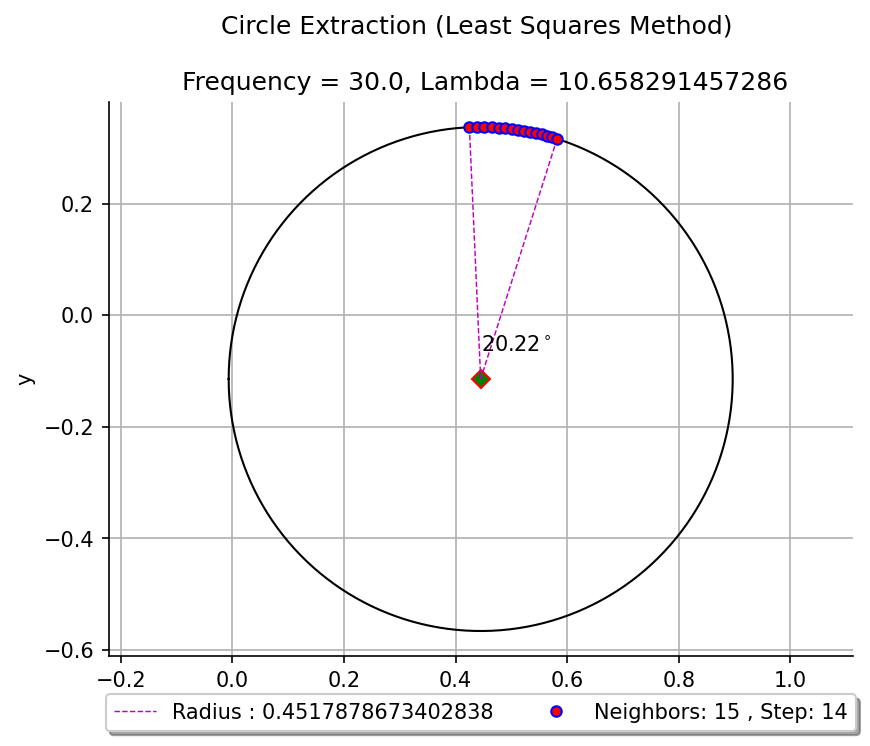 Circle Extraction (Least Squares Method)
Frequency = 30.0, Lambda = 10.658291457286
0.2
0.0
−0.2
−0.4
−0.6
y
20.22°
−0.2 0.0 0.2 0.4 0.6 0.8 1.0
Radius : 0.4517878673402838 Neighbors: 15 , Step: 14